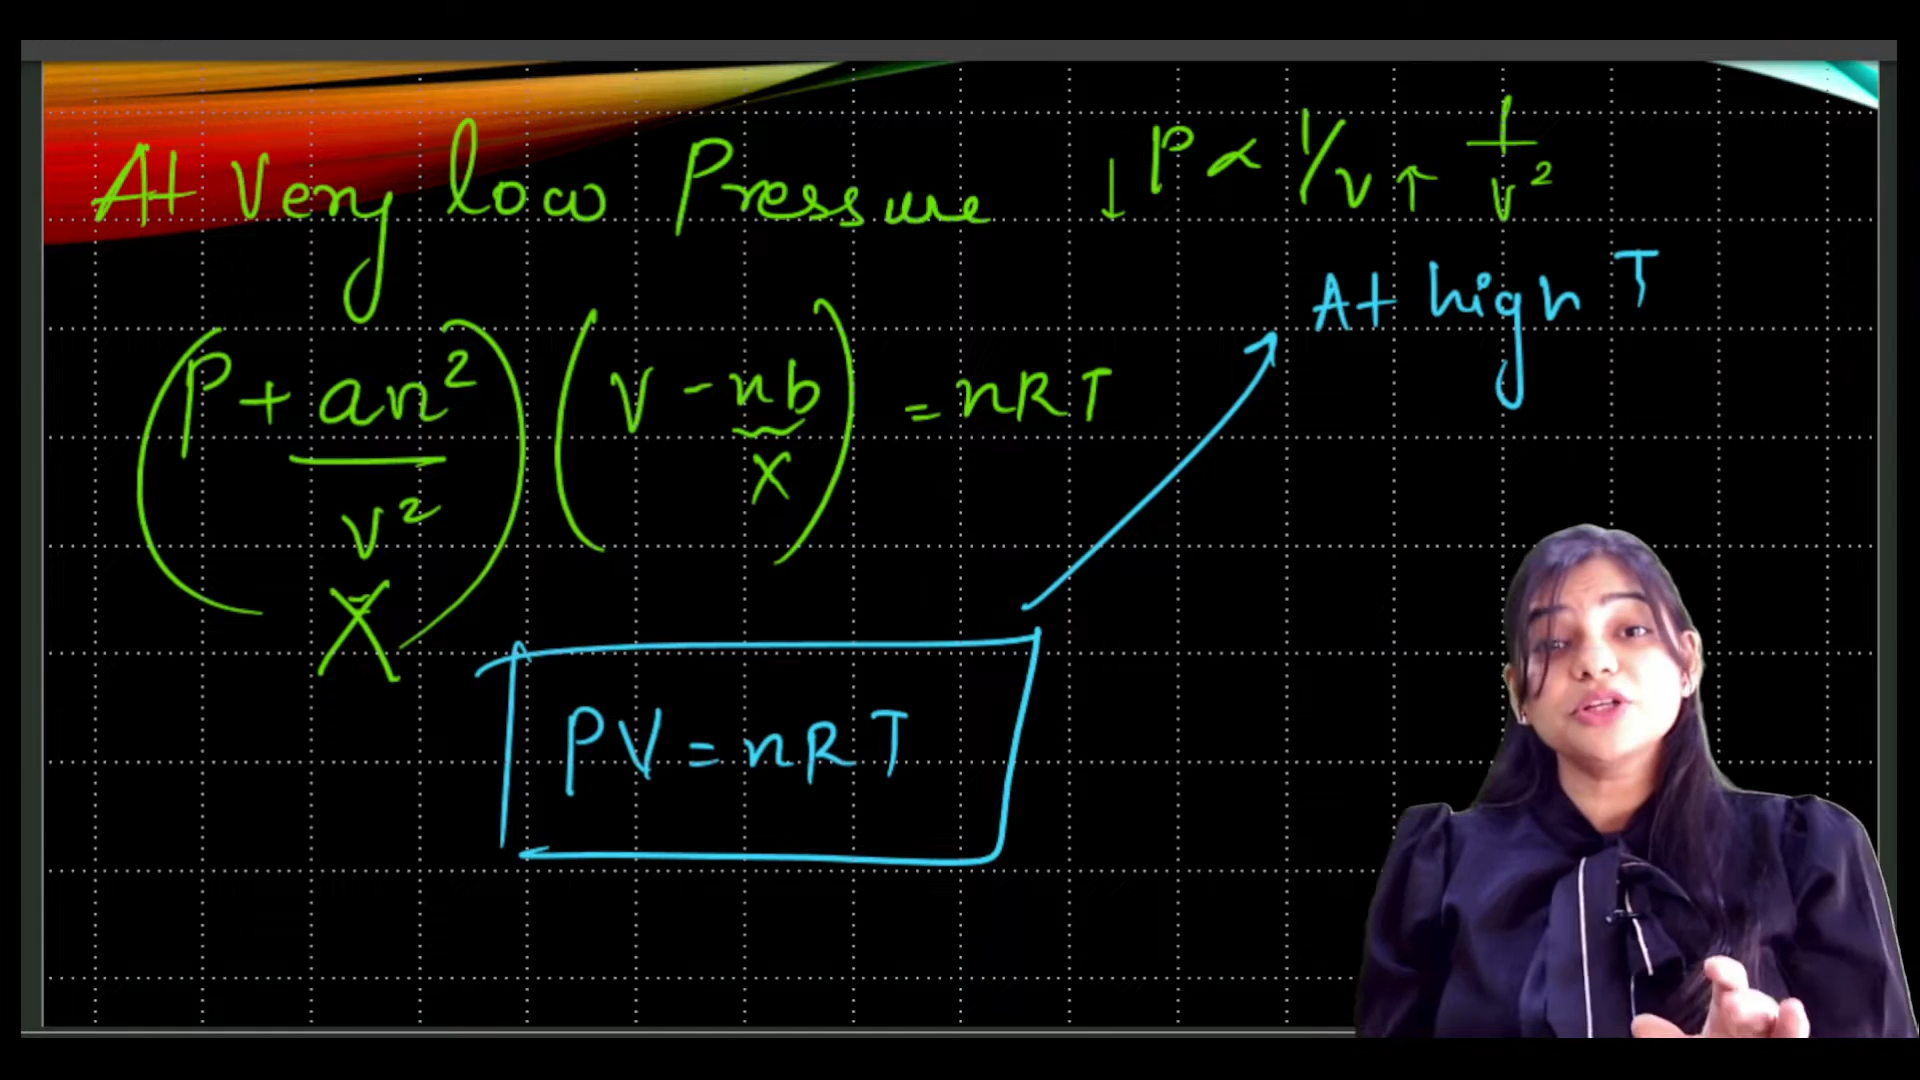 At Very low Pressure ↓ P ∝ 1/V ↑ 1/V²
At high T
(P + an²/V²) (V - nb) = nRT
X
X
PV = nRT